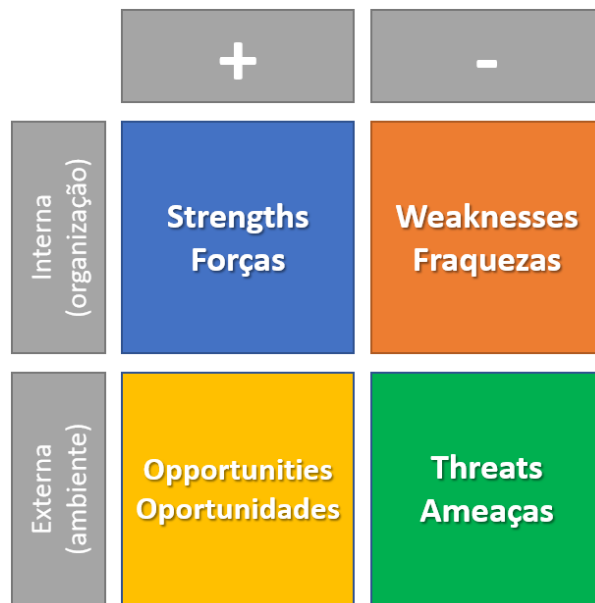 +
-
Interna
(organização)
Strengths
Forças
Weaknesses
Fraquezas
Externa
(ambiente)
Opportunities
Oportunidades
Threats
Ameaças